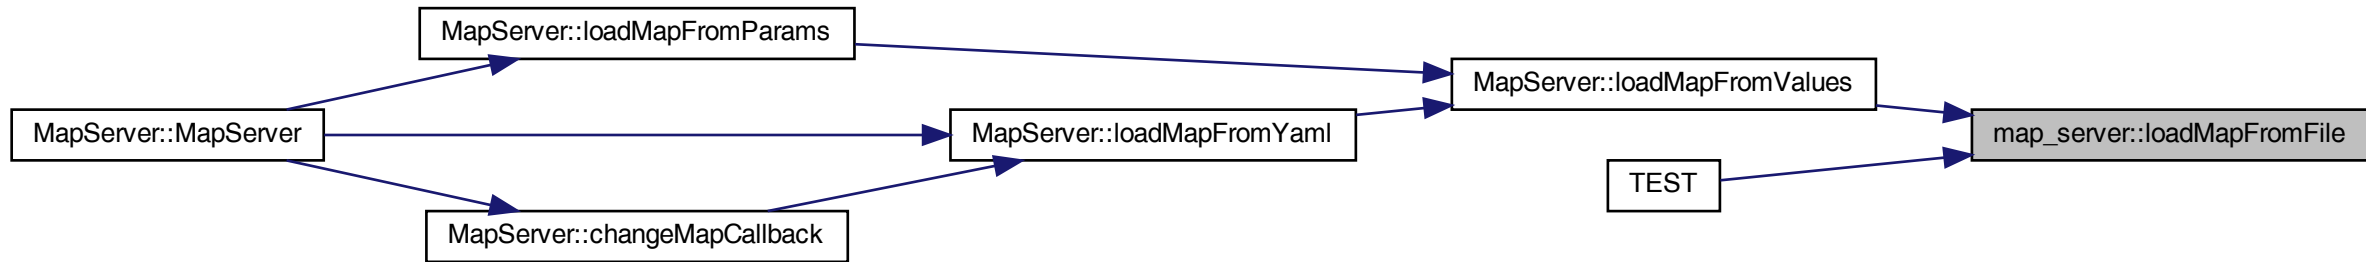 MapServer::loadMapFromParams
MapServer::loadMapFromValues
MapServer::MapServer
MapServer::loadMapFromYaml
map_server::loadMapFromFile
TEST
MapServer::changeMapCallback